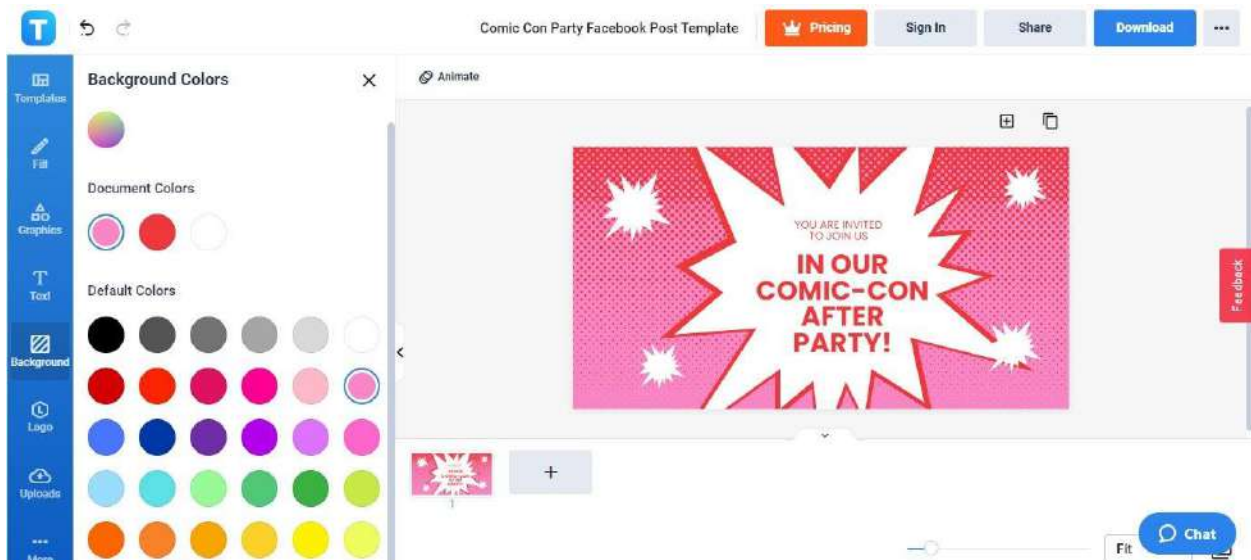 T
Comic Con Party Facebook Post Template
Pricing
Sign In
Share
Download
Templates
Fill
Graphics
Text
Background
Logo
Uploads
More
Background Colors
Document Colors
Default Colors
Animate
YOU ARE INVITED
TO JOIN US
IN OUR
COMIC-CON
AFTER
PARTY!
Feedback
1
Fit
Chat